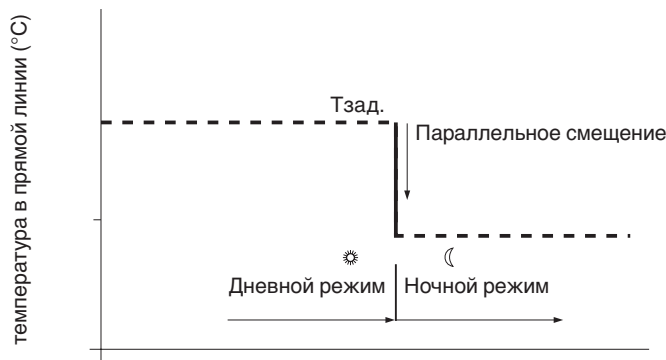 температура в прямой линии (°C)
Тзад.
Параллельное смещение
Дневной режим
Ночной режим